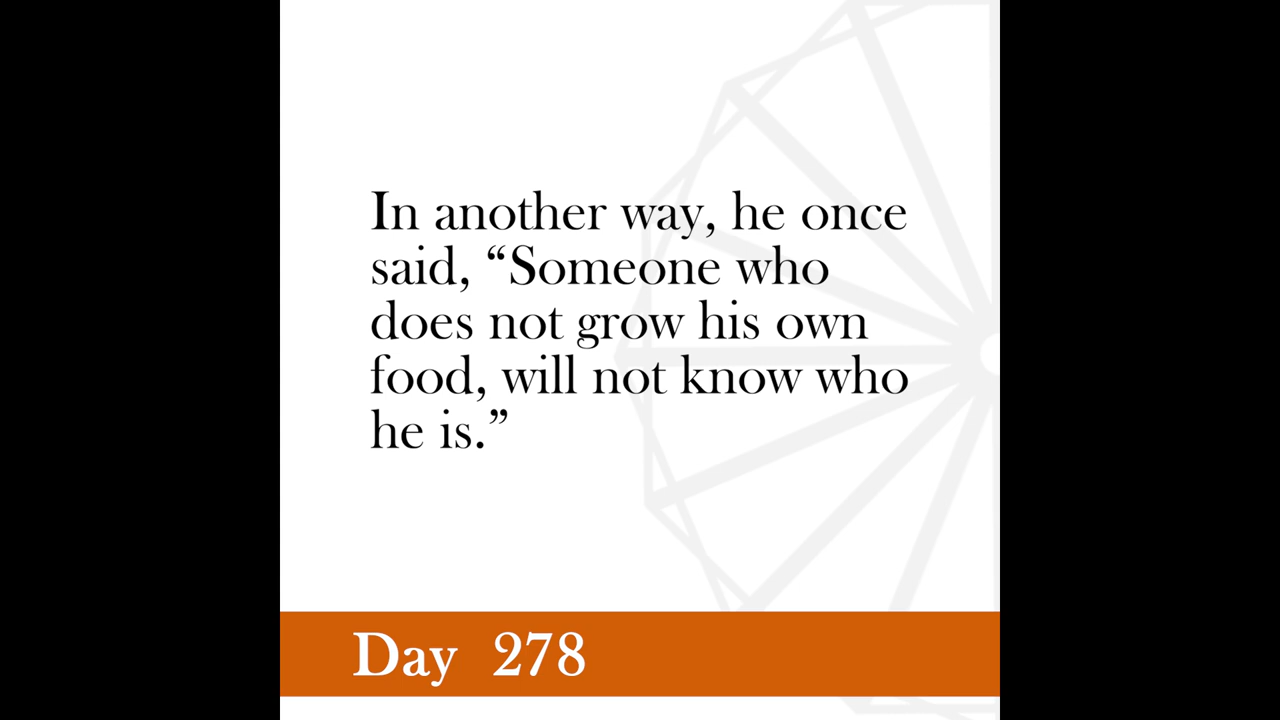 In another way, he once
said, “Someone who
does not grow his own
food, will not know who
he is.”
Day 278